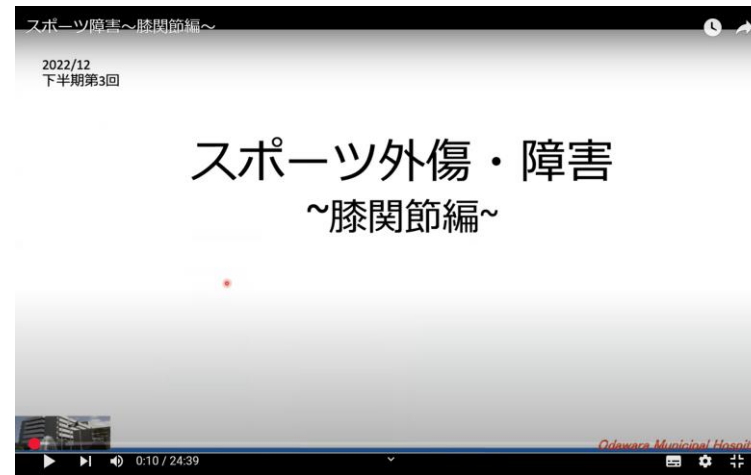 スポーツ障害～膝関節編～
2022/12
下半期第3回
スポーツ外傷・障害
~膝関節編~
Odawara Municipal Hospit
0:10 / 24:39